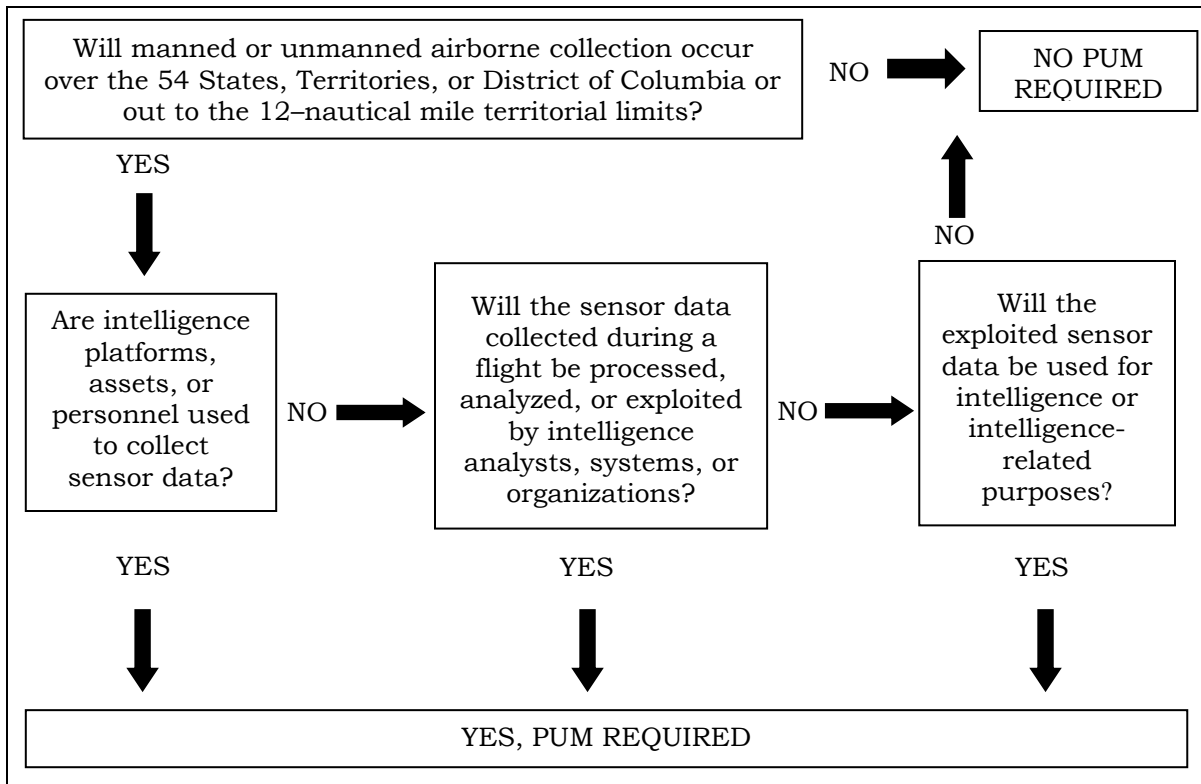 Will manned or unmanned airborne collection occur
over the 54 States, Territories, or District of Columbia or
out to the 12–nautical mile territorial limits?
NO
NO PUM
REQUIRED
YES
NO
Are intelligence
platforms,
assets, or
personnel used
to collect
sensor data?
NO
Will the sensor data
collected during a
flight be processed,
analyzed, or exploited
by intelligence
analysts, systems, or
organizations?
NO
Will the
exploited sensor
data be used for
intelligence or
intelligence-
related
purposes?
YES
YES
YES
YES, PUM REQUIRED